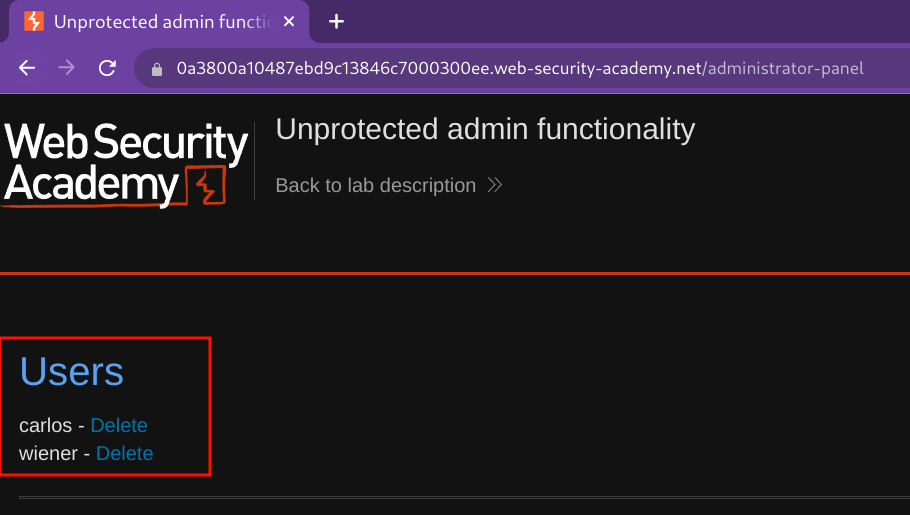 Unprotected admin functio
0a3800a10487ebd9c13846c7000300ee.web-security-academy.net/administrator-panel
Web Security
Academy
Unprotected admin functionality
Back to lab description
Users
carlos - Delete
wiener - Delete